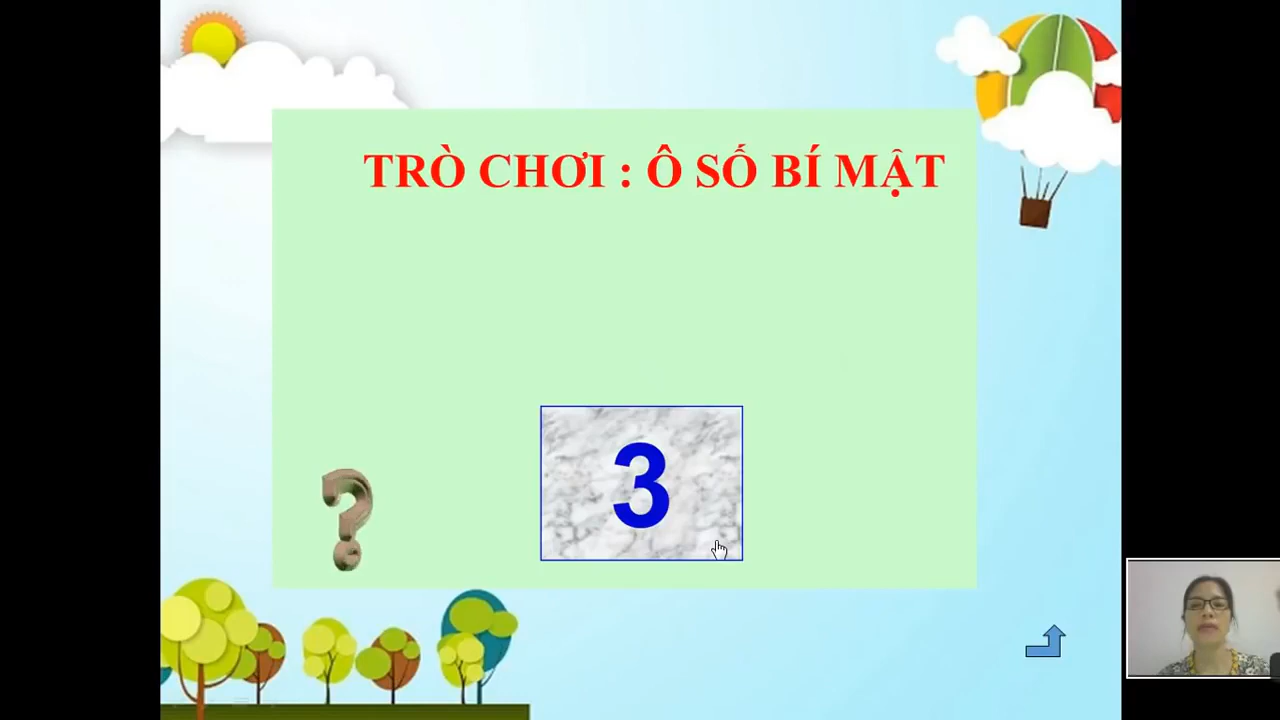 TRÒ CHƠI : Ô SỐ BÍ MẬT
3